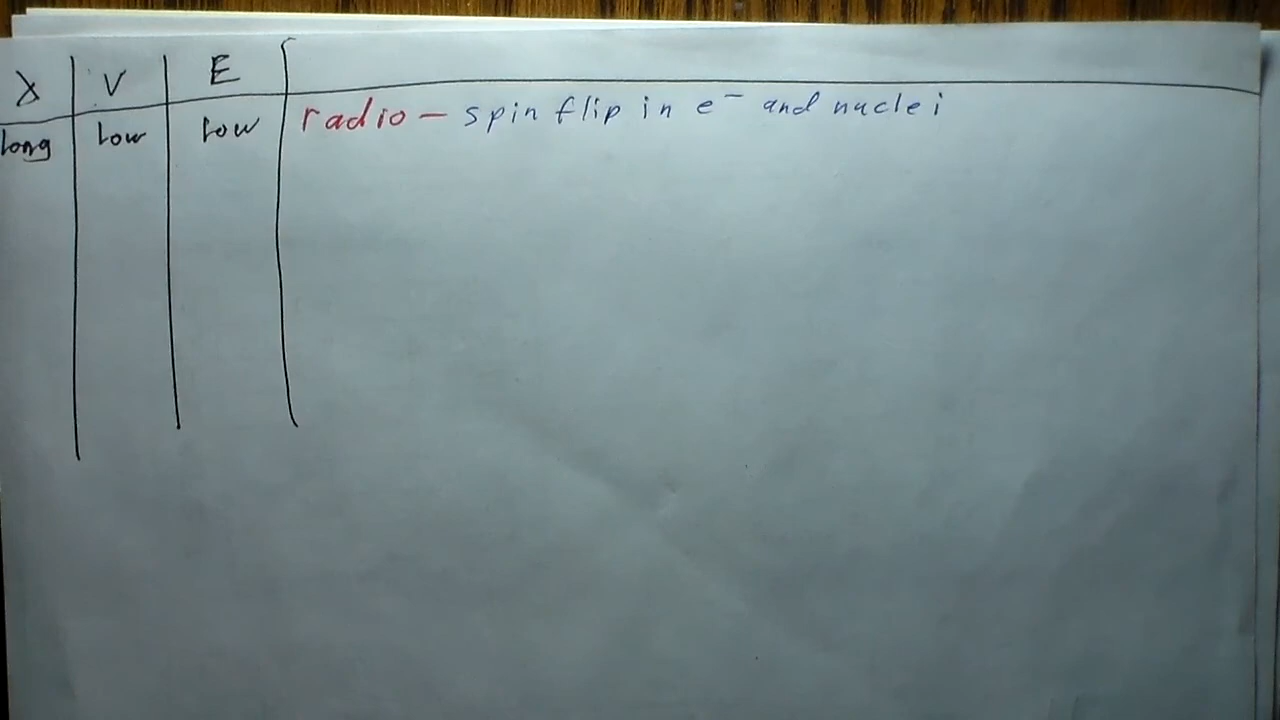 λ V E
long low low radio — spin flip in e⁻ and nuclei